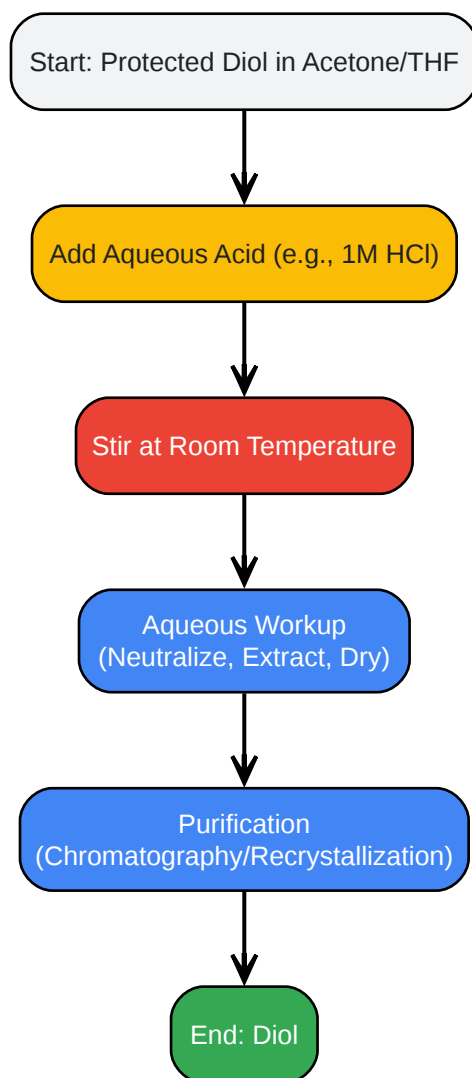 Start: Protected Diol in Acetone/THF
Add Aqueous Acid (e.g., 1M HCl)
Stir at Room Temperature
Aqueous Workup
(Neutralize, Extract, Dry)
Purification
(Chromatography/Recrystallization)
End: Diol